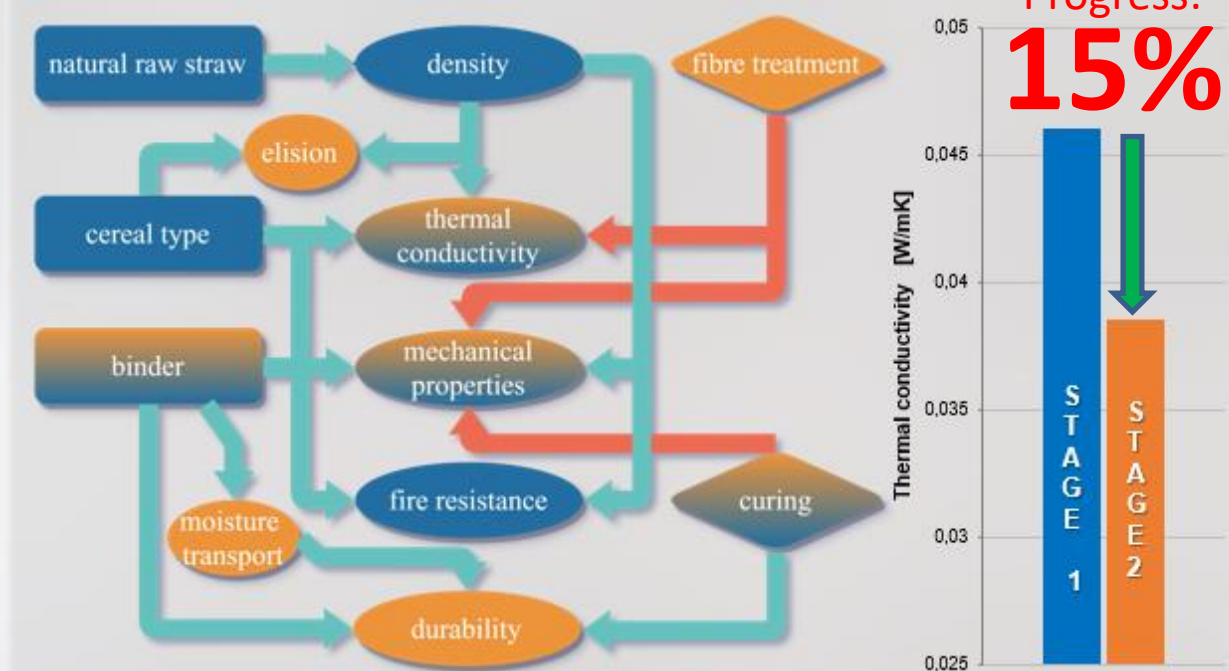 natural raw straw
density
fibre treatment
elision
cereal type
thermal
conductivity
binder
mechanical
properties
fire resistance
curing
moisture
transport
durability
Progress:
15%
Thermal conductivity [W/mK]
0,05
0,045
0,04
0,035
0,03
0,025
STAGE 1
STAGE 2